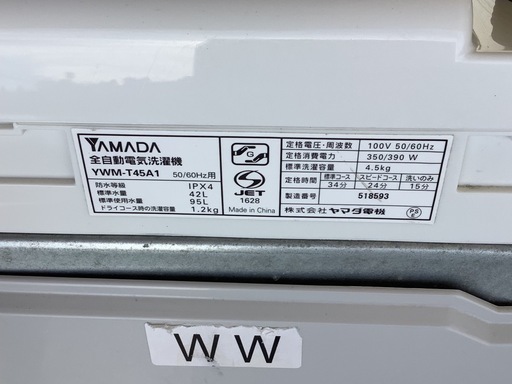 YAMADA
全自動電気洗濯機
YWM-T45A1 50/60Hz用
防水等級 IPX4
標準水量 42L
標準使用水量 95L
ドライコース時の洗濯容量 1.2kg
G
S
JET
1628
Made in China
定格電圧・周波数 100V 50/60Hz
定格消費電力 350/390 W
標準洗濯容量 4.5kg
定格時間 標準コース スピードコース 洗いのみ
34分 24分 15分
製造番号 518593
株式会社ヤマダ電機
PS
E
WW